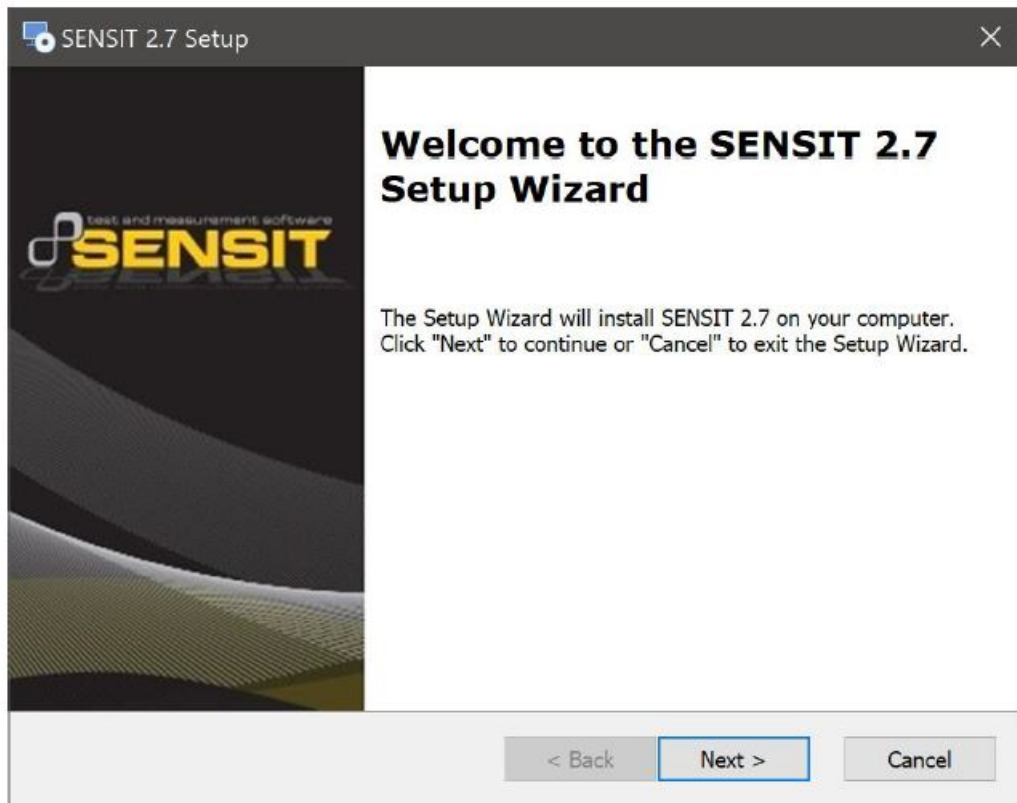 SENSIT 2.7 Setup
test and measurement software
SENSIT
Welcome to the SENSIT 2.7
Setup Wizard
The Setup Wizard will install SENSIT 2.7 on your computer.
Click "Next" to continue or "Cancel" to exit the Setup Wizard.
< Back
Next >
Cancel